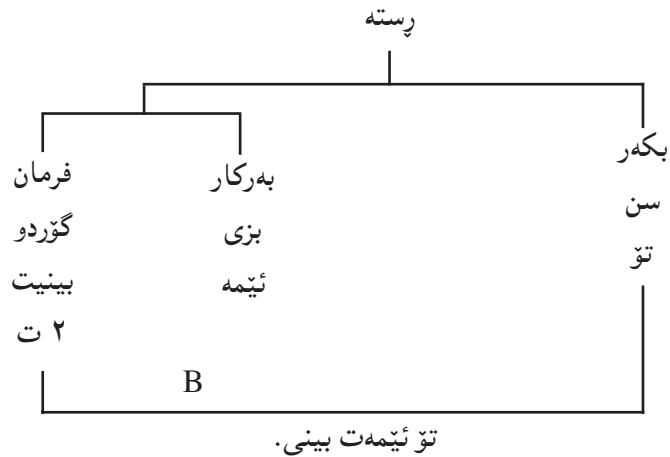 ڕستە
بکەر
سن
تۆ
بەرکار
بزی
ئێمە
فرمان
گۆردو
بینیت
٢ ت
B
تۆ ئێمەت بینی.